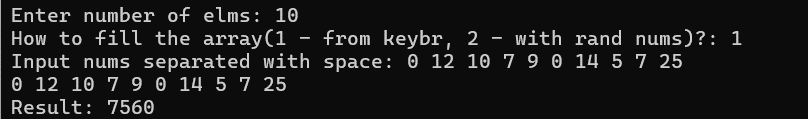 Enter number of elms: 10
How to fill the array(1 - from keybr, 2 - with rand nums)?: 1
Input nums separated with space: 0 12 10 7 9 0 14 5 7 25
0 12 10 7 9 0 14 5 7 25
Result: 7560